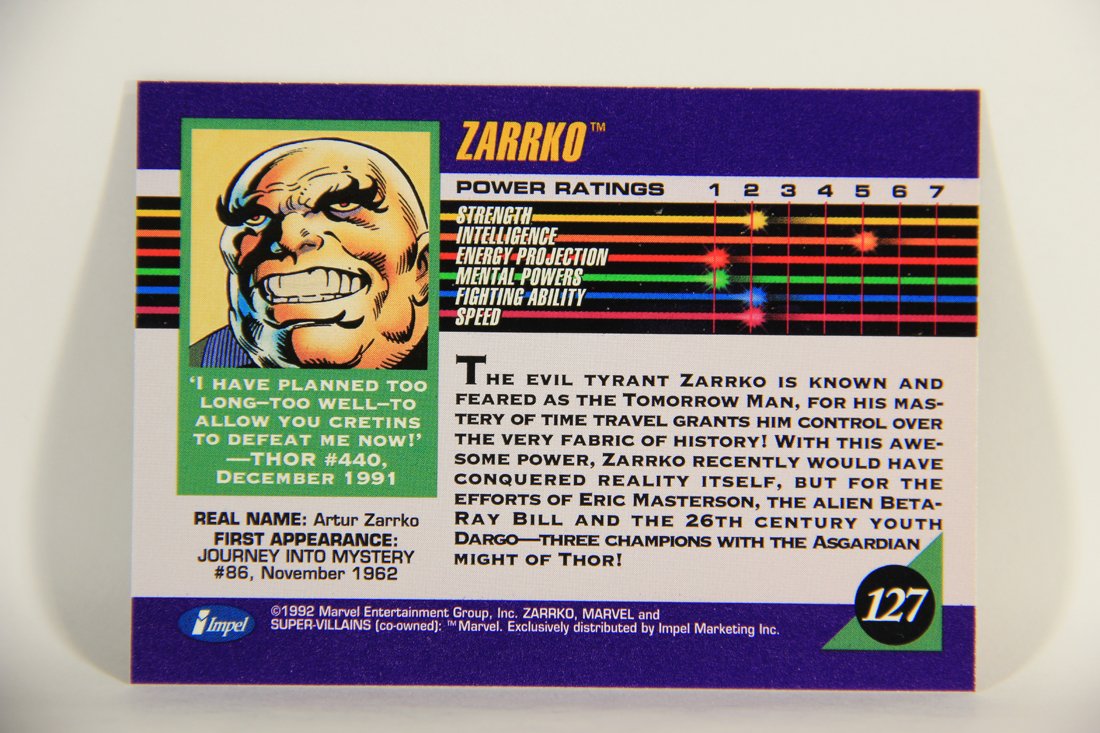 ZARRKO™
POWER RATINGS 1 2 3 4 5 6 7
STRENGTH
INTELLIGENCE
ENERGY PROJECTION
MENTAL POWERS
FIGHTING ABILITY
SPEED
‘I HAVE PLANNED TOO
LONG—TOO WELL—TO
ALLOW YOU CRETINS
TO DEFEAT ME NOW!’
—THOR #440,
DECEMBER 1991
REAL NAME: Artur Zarrko
FIRST APPEARANCE:
JOURNEY INTO MYSTERY
#86, November 1962
THE EVIL TYRANT ZARRKO IS KNOWN AND
FEARED AS THE TOMORROW MAN, FOR HIS MAS-
TERY OF TIME TRAVEL GRANTS HIM CONTROL OVER
THE VERY FABRIC OF HISTORY! WITH THIS AWE-
SOME POWER, ZARRKO RECENTLY WOULD HAVE
CONQUERED REALITY ITSELF, BUT FOR THE
EFFORTS OF ERIC MASTERSON, THE ALIEN BETA-
RAY BILL AND THE 26TH CENTURY YOUTH
DARGO—THREE CHAMPIONS WITH THE ASGARDIAN
MIGHT OF THOR!
127
Impel
©1992 Marvel Entertainment Group, Inc. ZARRKO, MARVEL and
SUPER-VILLAINS (co-owned): ™Marvel. Exclusively distributed by Impel Marketing Inc.